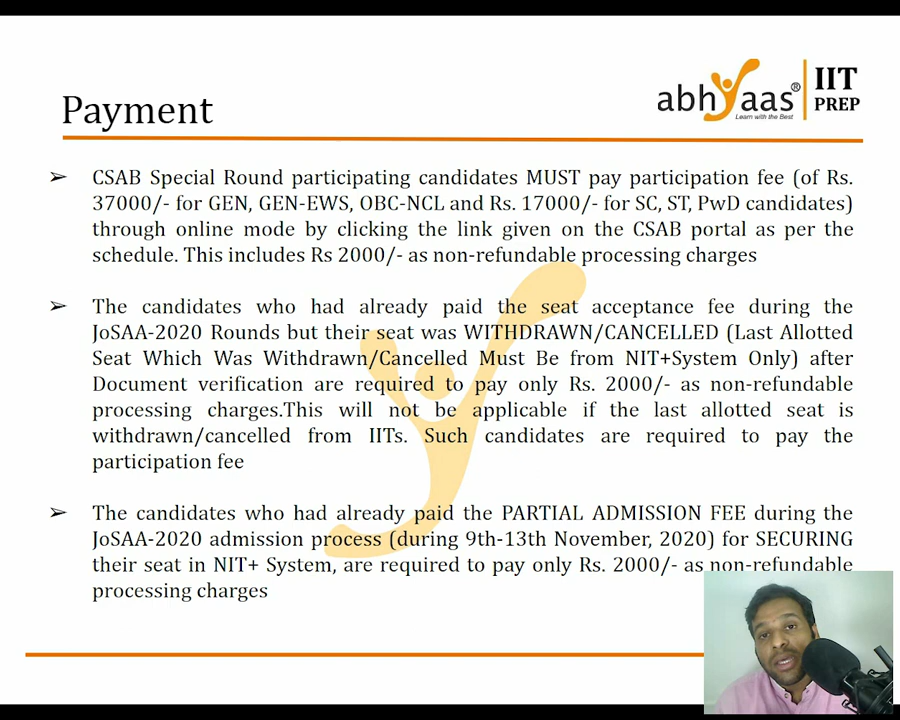 Payment
abhyaas®
Learn with the Best
IIT
PREP
➢ CSAB Special Round participating candidates MUST pay participation fee (of Rs.
37000/- for GEN, GEN-EWS, OBC-NCL and Rs. 17000/- for SC, ST, PwD candidates)
through online mode by clicking the link given on the CSAB portal as per the
schedule. This includes Rs 2000/- as non-refundable processing charges
➢ The candidates who had already paid the seat acceptance fee during the
JoSAA-2020 Rounds but their seat was WITHDRAWN/CANCELLED (Last Allotted
Seat Which Was Withdrawn/Cancelled Must Be from NIT+System Only) after
Document verification are required to pay only Rs. 2000/- as non-refundable
processing charges.This will not be applicable if the last allotted seat is
withdrawn/cancelled from IITs. Such candidates are required to pay the
participation fee
➢ The candidates who had already paid the PARTIAL ADMISSION FEE during the
JoSAA-2020 admission process (during 9th-13th November, 2020) for SECURING
their seat in NIT+ System, are required to pay only Rs. 2000/- as non-refundable
processing charges